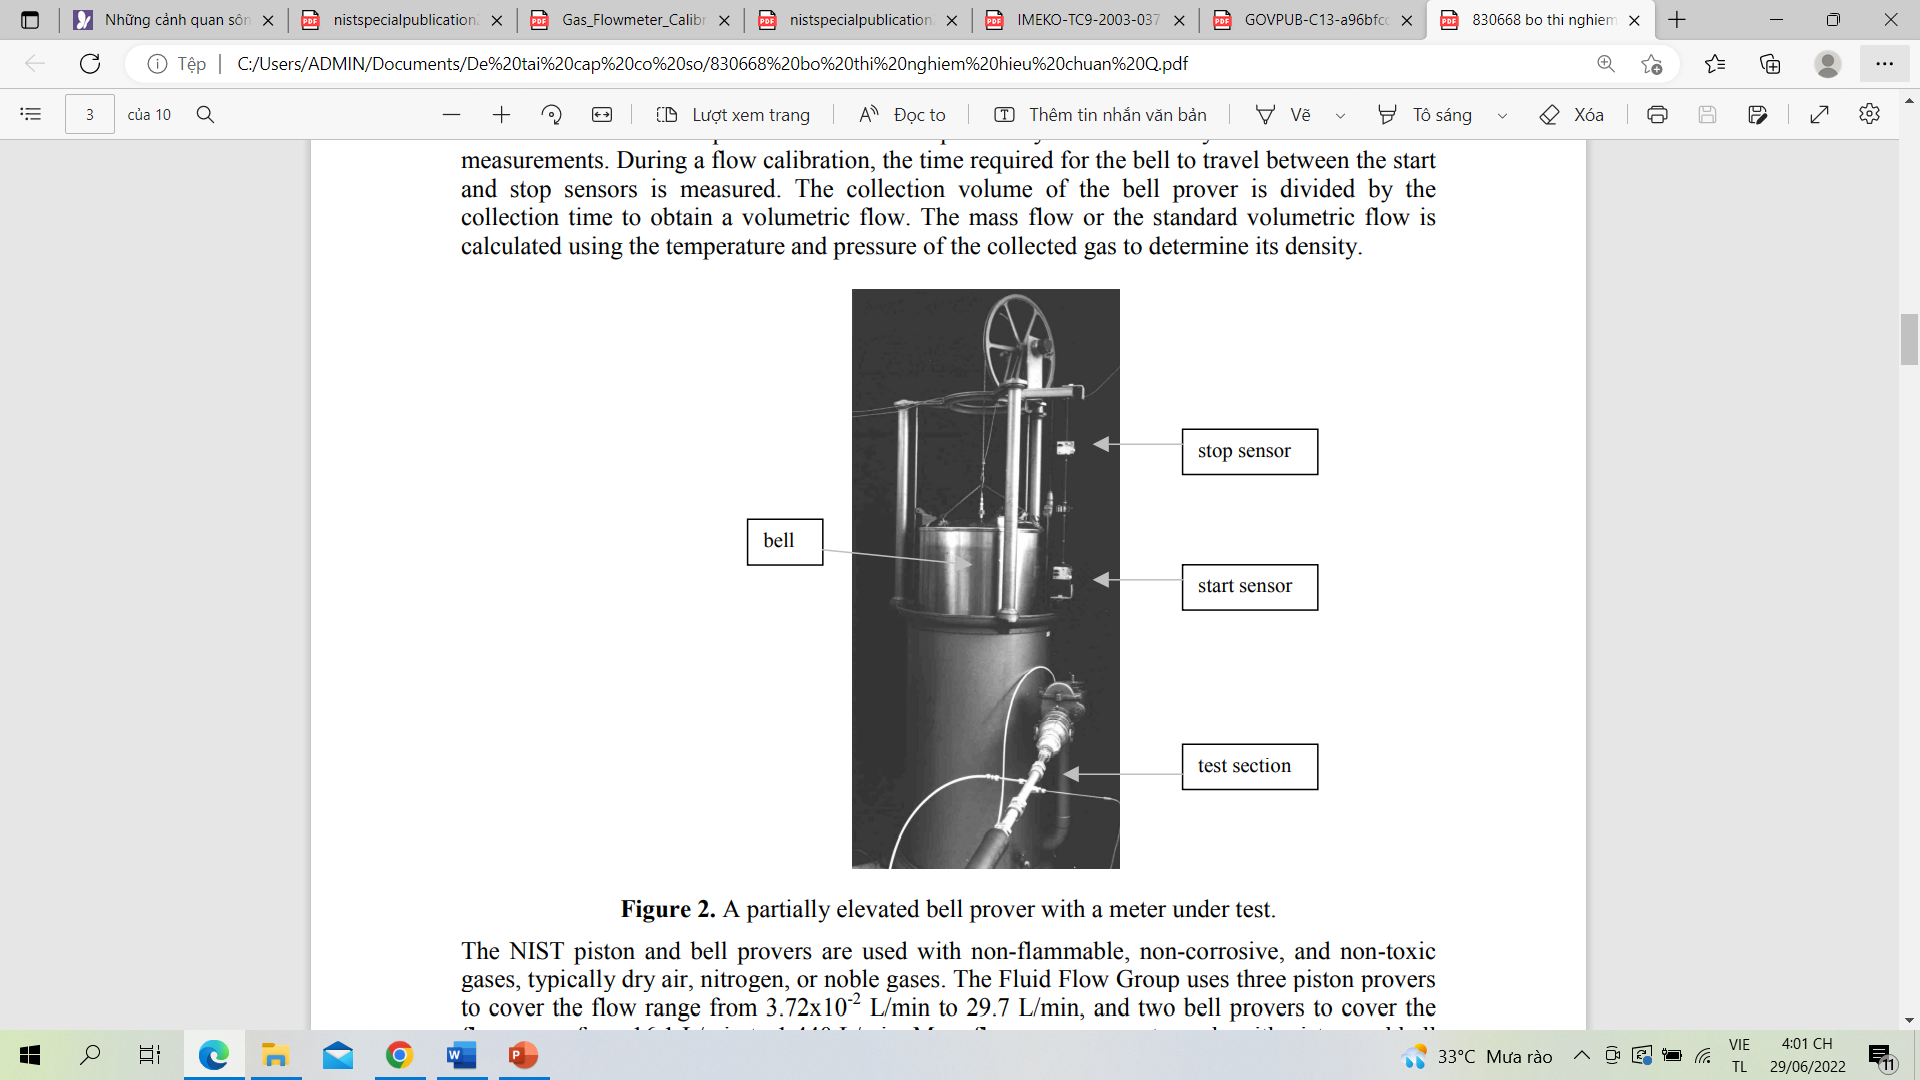 Những cảnh quan sôn
nistspecialpublication2
Gas_Flowmeter_Calibr
nistspecialpublication
IMEKO-TC9-2003-037
GOVPUB-C13-a96bfcc
830668 bo thi nghiem
Tệp
C:/Users/ADMIN/Documents/De%20tai%20cap%20co%20so/830668%20bo%20thi%20nghiem%20hieu%20chuan%20Q.pdf
3 của 10
Lượt xem trang
Đọc to
Thêm tin nhắn văn bản
Vẽ
Tô sáng
Xóa
measurements. During a flow calibration, the time required for the bell to travel between the start
and stop sensors is measured. The collection volume of the bell prover is divided by the
collection time to obtain a volumetric flow. The mass flow or the standard volumetric flow is
calculated using the temperature and pressure of the collected gas to determine its density.
stop sensor
bell
start sensor
test section
Figure 2. A partially elevated bell prover with a meter under test.
The NIST piston and bell provers are used with non-flammable, non-corrosive, and non-toxic
gases, typically dry air, nitrogen, or noble gases. The Fluid Flow Group uses three piston provers
to cover the flow range from 3.72x10⁻² L/min to 29.7 L/min, and two bell provers to cover the
33°C Mưa rào
VIE
TL
4:01 CH
29/06/2022
11